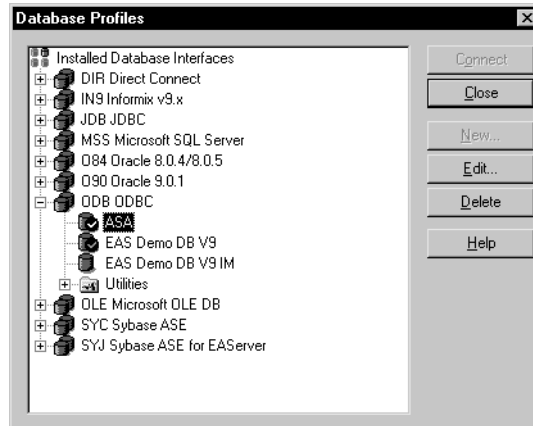 Database Profiles
Installed Database Interfaces
DIR Direct Connect
IN9 Informix v9.x
JDB JDBC
MSS Microsoft SQL Server
O84 Oracle 8.0.4/8.0.5
O90 Oracle 9.0.1
ODB ODBC
ASA
EAS Demo DB V9
EAS Demo DB V9 IM
Utilities
OLE Microsoft OLE DB
SYC Sybase ASE
SYJ Sybase ASE for EAServer
Connect
Close
New...
Edit...
Delete
Help